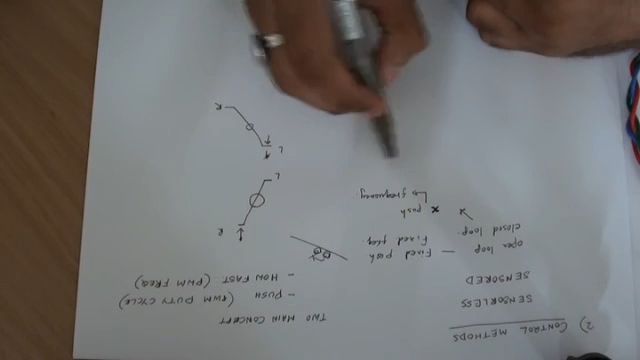 2) CONTROL METHODS
TWO MAIN CONCEPT
SENSORLESS
- PUSH (PWM DUTY CYCLE)
SENSORED
- HOW FAST (PWM FREQ)
open loop — Fixed push
Fixed freq.
closed loop.
push
↳ frequency
R
L
L
R